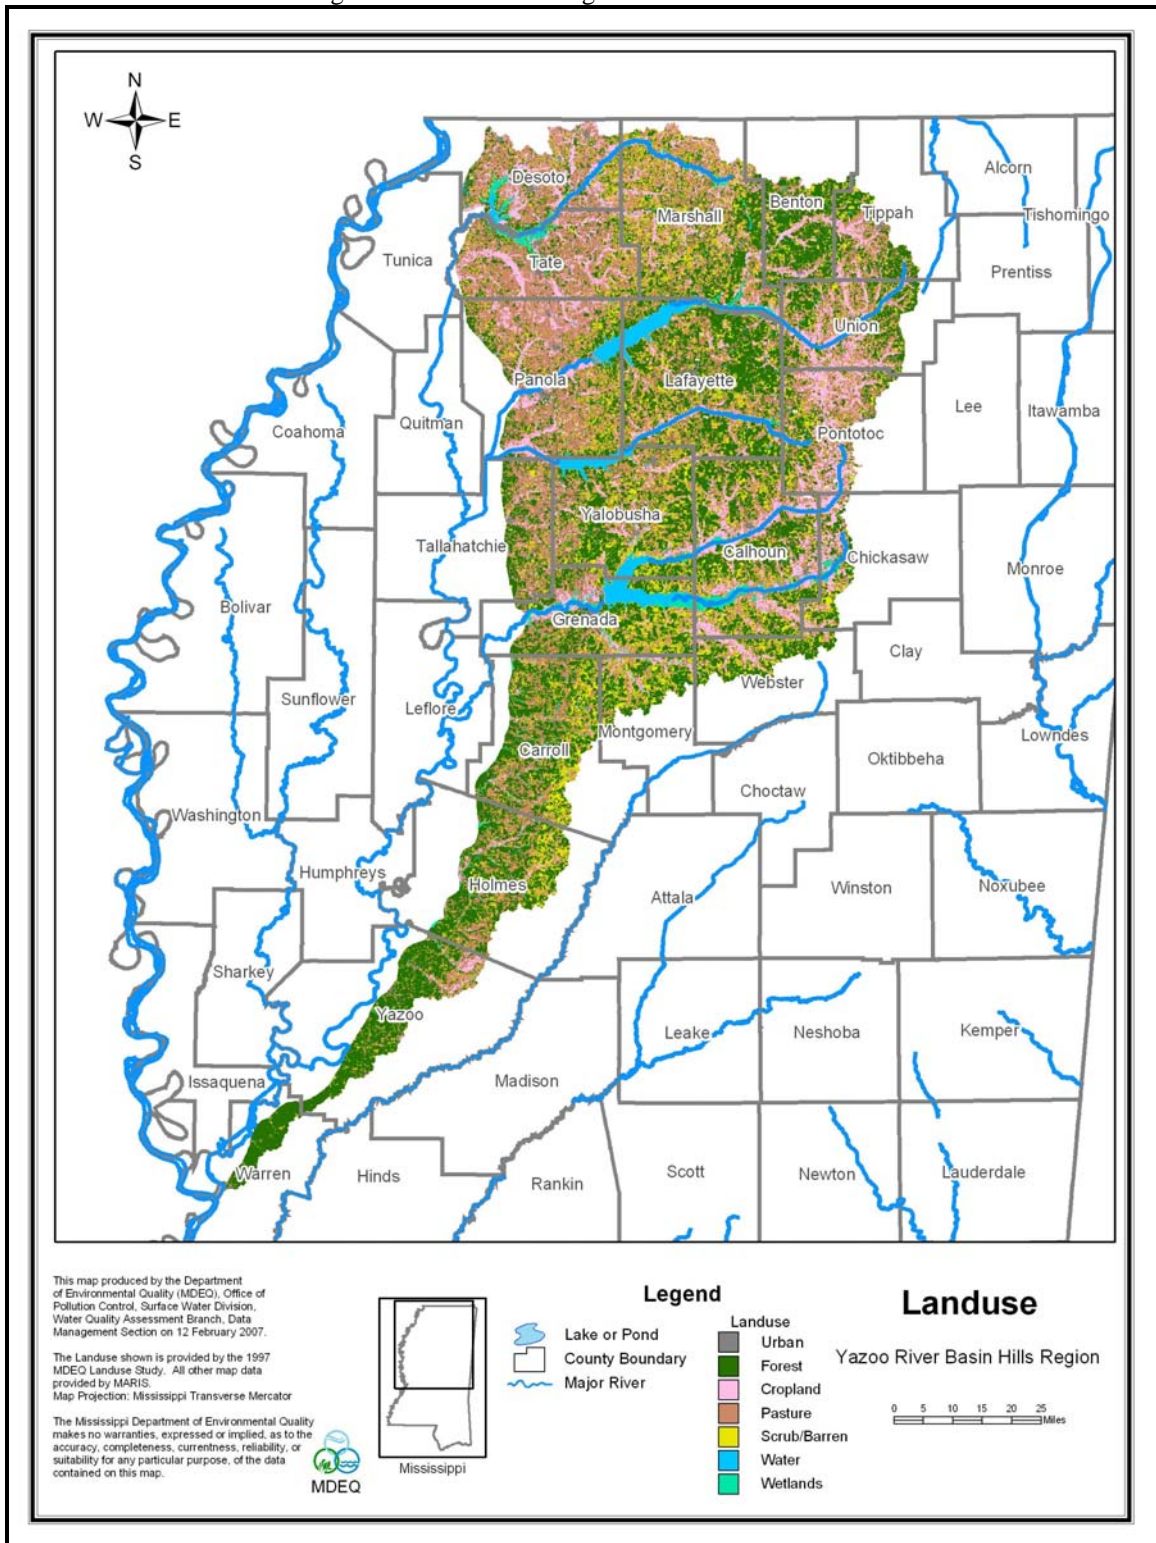 N
W E
S
Desoto
Marshall
Benton
Tippah
Alcorn
Tishomingo
Tunica
Tate
Prentiss
Union
Panola
Lafayette
Lee
Itawamba
Coahoma
Quitman
Pontotoc
Yalobusha
Tallahatchie
Calhoun
Chickasaw
Monroe
Bolivar
Grenada
Clay
Sunflower
Leflore
Webster
Montgomery
Carroll
Lowndes
Oktibbeha
Choctaw
Washington
Humphreys
Holmes
Attala
Winston
Noxubee
Sharkey
Yazoo
Leake
Neshoba
Kemper
Issaquena
Madison
Warren
Hinds
Rankin
Scott
Newton
Lauderdale
This map produced by the Department
of Environmental Quality (MDEQ), Office of
Pollution Control, Surface Water Division,
Water Quality Assessment Branch, Data
Management Section on 12 February 2007.
The Landuse shown is provided by the 1997
MDEQ Landuse Study. All other map data
provided by MARIS.
Map Projection: Mississippi Transverse Mercator
The Mississippi Department of Environmental Quality
makes no warranties, expressed or implied, as to the
accuracy, completeness, currentness, reliability, or
suitability for any particular purpose, of the data
contained on this map.
MDEQ
Mississippi
Legend
Lake or Pond
County Boundary
Major River
Landuse
Urban
Forest
Cropland
Pasture
Scrub/Barren
Water
Wetlands
Landuse
Yazoo River Basin Hills Region
0 5 10 15 20 25
Miles